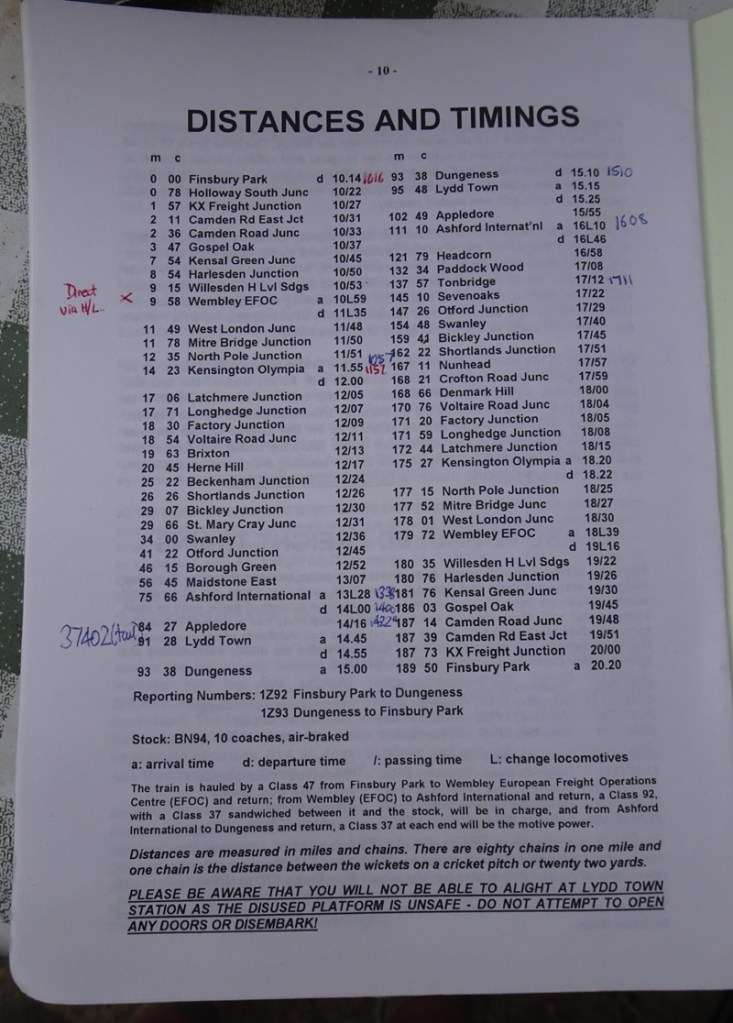 - 10 -
DISTANCES AND TIMINGS
m c
0 00 Finsbury Park d 10.14 1016
0 78 Holloway South Junc 10/22
1 57 KX Freight Junction 10/27
2 11 Camden Rd East Jct 10/31
2 36 Camden Road Junc 10/33
3 47 Gospel Oak 10/37
7 54 Kensal Green Junc 10/45
8 54 Harlesden Junction 10/50
9 15 Willesden H Lvl Sdgs 10/53
Direct
via H/L.. x
9 58 Wembley EFOC a 10L59
d 11L35
11 49 West London Junc 11/48
11 78 Mitre Bridge Junction 11/50
12 35 North Pole Junction 11/51
14 23 Kensington Olympia a 11.55 1152
d 12.00
17 06 Latchmere Junction 12/05
17 71 Longhedge Junction 12/07
18 30 Factory Junction 12/09
18 54 Voltaire Road Junc 12/11
19 63 Brixton 12/13
20 45 Herne Hill 12/17
25 22 Beckenham Junction 12/24
26 26 Shortlands Junction 12/26
29 07 Bickley Junction 12/30
29 66 St. Mary Cray Junc 12/31
34 00 Swanley 12/36
41 22 Otford Junction 12/45
46 15 Borough Green 12/52
56 45 Maidstone East 13/07
75 66 Ashford International a 13L28 1338
d 14L00 1400
84 27 Appledore 14/16 1422
37402 (tail)
91 28 Lydd Town a 14.45
d 14.55
93 38 Dungeness a 15.00
m c
93 38 Dungeness d 15.10 1510
95 48 Lydd Town a 15.15
d 15.25
102 49 Appledore 15/55
111 10 Ashford Internat'nl a 16L10 1608
d 16L46
121 79 Headcorn 16/58
132 34 Paddock Wood 17/08
137 57 Tonbridge 17/12 1711
145 10 Sevenoaks 17/22
147 26 Otford Junction 17/29
154 48 Swanley 17/40
159 41 Bickley Junction 17/45
162 22 Shortlands Junction 17/51
167 11 Nunhead 17/57
168 21 Crofton Road Junc 17/59
168 66 Denmark Hill 18/00
170 76 Voltaire Road Junc 18/04
171 20 Factory Junction 18/05
171 59 Longhedge Junction 18/08
172 44 Latchmere Junction 18/15
175 27 Kensington Olympia a 18.20
d 18.22
177 15 North Pole Junction 18/25
177 52 Mitre Bridge Junc 18/27
178 01 West London Junc 18/30
179 72 Wembley EFOC a 18L39
d 19L16
180 35 Willesden H Lvl Sdgs 19/22
180 76 Harlesden Junction 19/26
181 76 Kensal Green Junc 19/30
186 03 Gospel Oak 19/45
187 14 Camden Road Junc 19/48
187 39 Camden Rd East Jct 19/51
187 73 KX Freight Junction 20/00
189 50 Finsbury Park a 20.20
Reporting Numbers: 1Z92 Finsbury Park to Dungeness
1Z93 Dungeness to Finsbury Park
Stock: BN94, 10 coaches, air-braked
a: arrival time d: departure time /: passing time L: change locomotives
The train is hauled by a Class 47 from Finsbury Park to Wembley European Freight Operations
Centre (EFOC) and return; from Wembley (EFOC) to Ashford International and return, a Class 92,
with a Class 37 sandwiched between it and the stock, will be in charge, and from Ashford
International to Dungeness and return, a Class 37 at each end will be the motive power.
Distances are measured in miles and chains. There are eighty chains in one mile and
one chain is the distance between the wickets on a cricket pitch or twenty two yards.
PLEASE BE AWARE THAT YOU WILL NOT BE ABLE TO ALIGHT AT LYDD TOWN
STATION AS THE DISUSED PLATFORM IS UNSAFE - DO NOT ATTEMPT TO OPEN
ANY DOORS OR DISEMBARK!